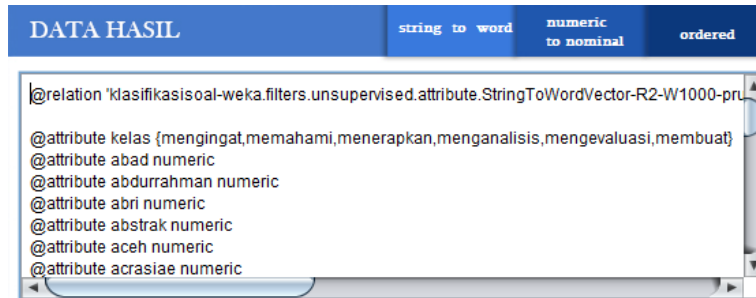 DATA HASIL
string to word
numeric
to nominal
ordered
@relation 'klasifikasisoal-weka.filters.unsupervised.attribute.StringToWordVector-R2-W1000-pru
@attribute kelas {mengingat,memahami,menerapkan,menganalisis,mengevaluasi,membuat}
@attribute abad numeric
@attribute abdurrahman numeric
@attribute abri numeric
@attribute abstrak numeric
@attribute aceh numeric
@attribute acrasiae numeric